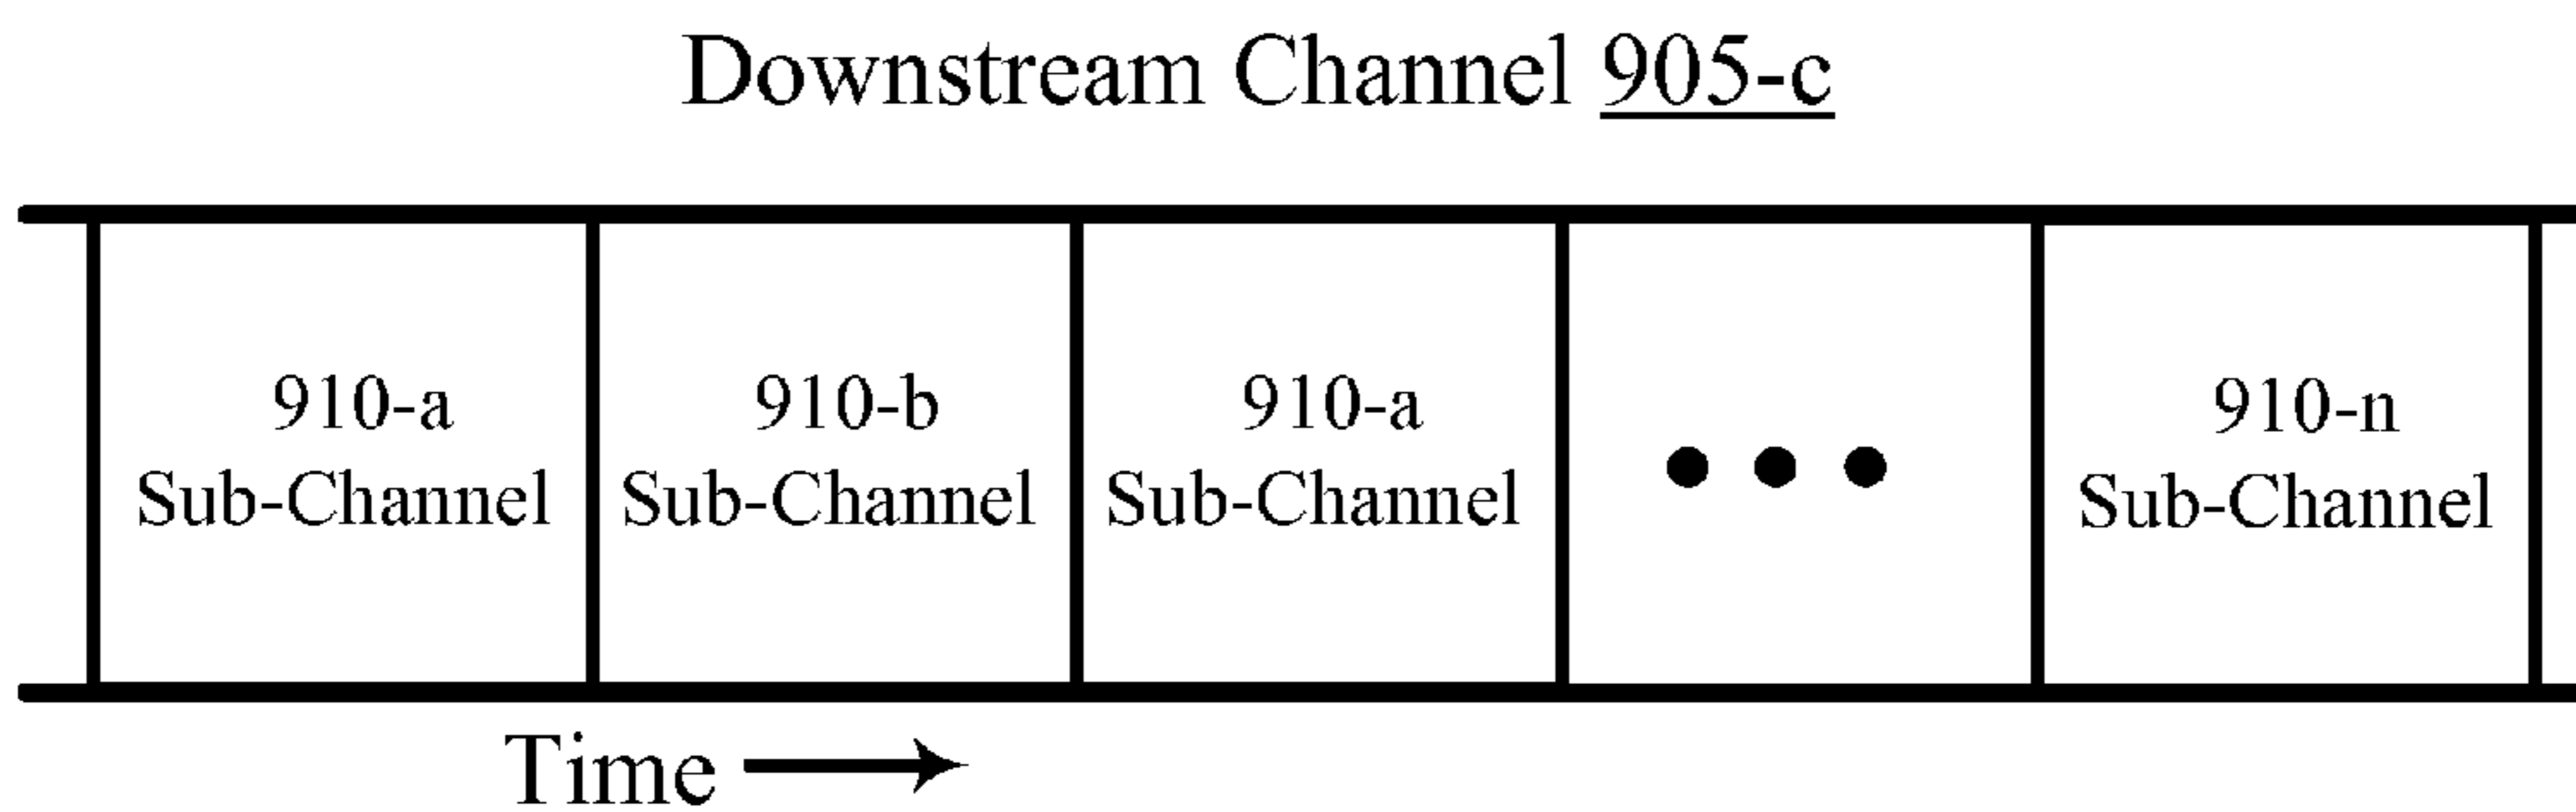 Downstream Channel 905-c
910-a
Sub-Channel
910-b
Sub-Channel
910-a
Sub-Channel
910-n
Sub-Channel
Time